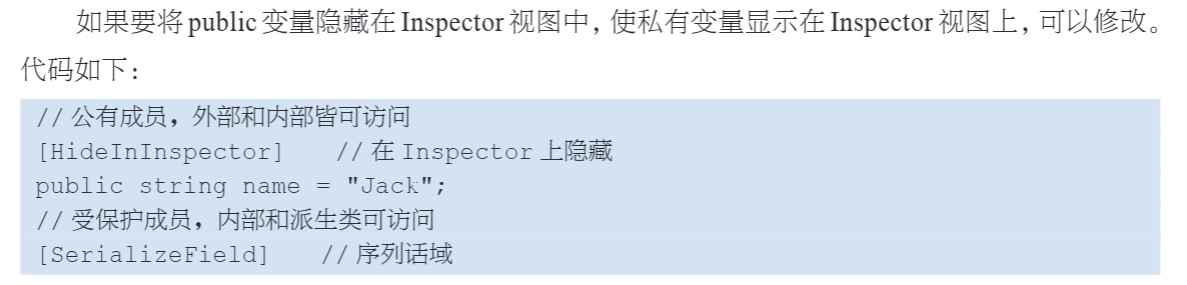 如果要将 public 变量隐藏在 Inspector 视图中，使私有变量显示在 Inspector 视图上，可以修改。
代码如下：
// 公有成员，外部和内部皆可访问
[HideInInspector]    // 在 Inspector 上隐藏
public string name = "Jack";
// 受保护成员，内部和派生类可访问
[SerializeField]    // 序列话域